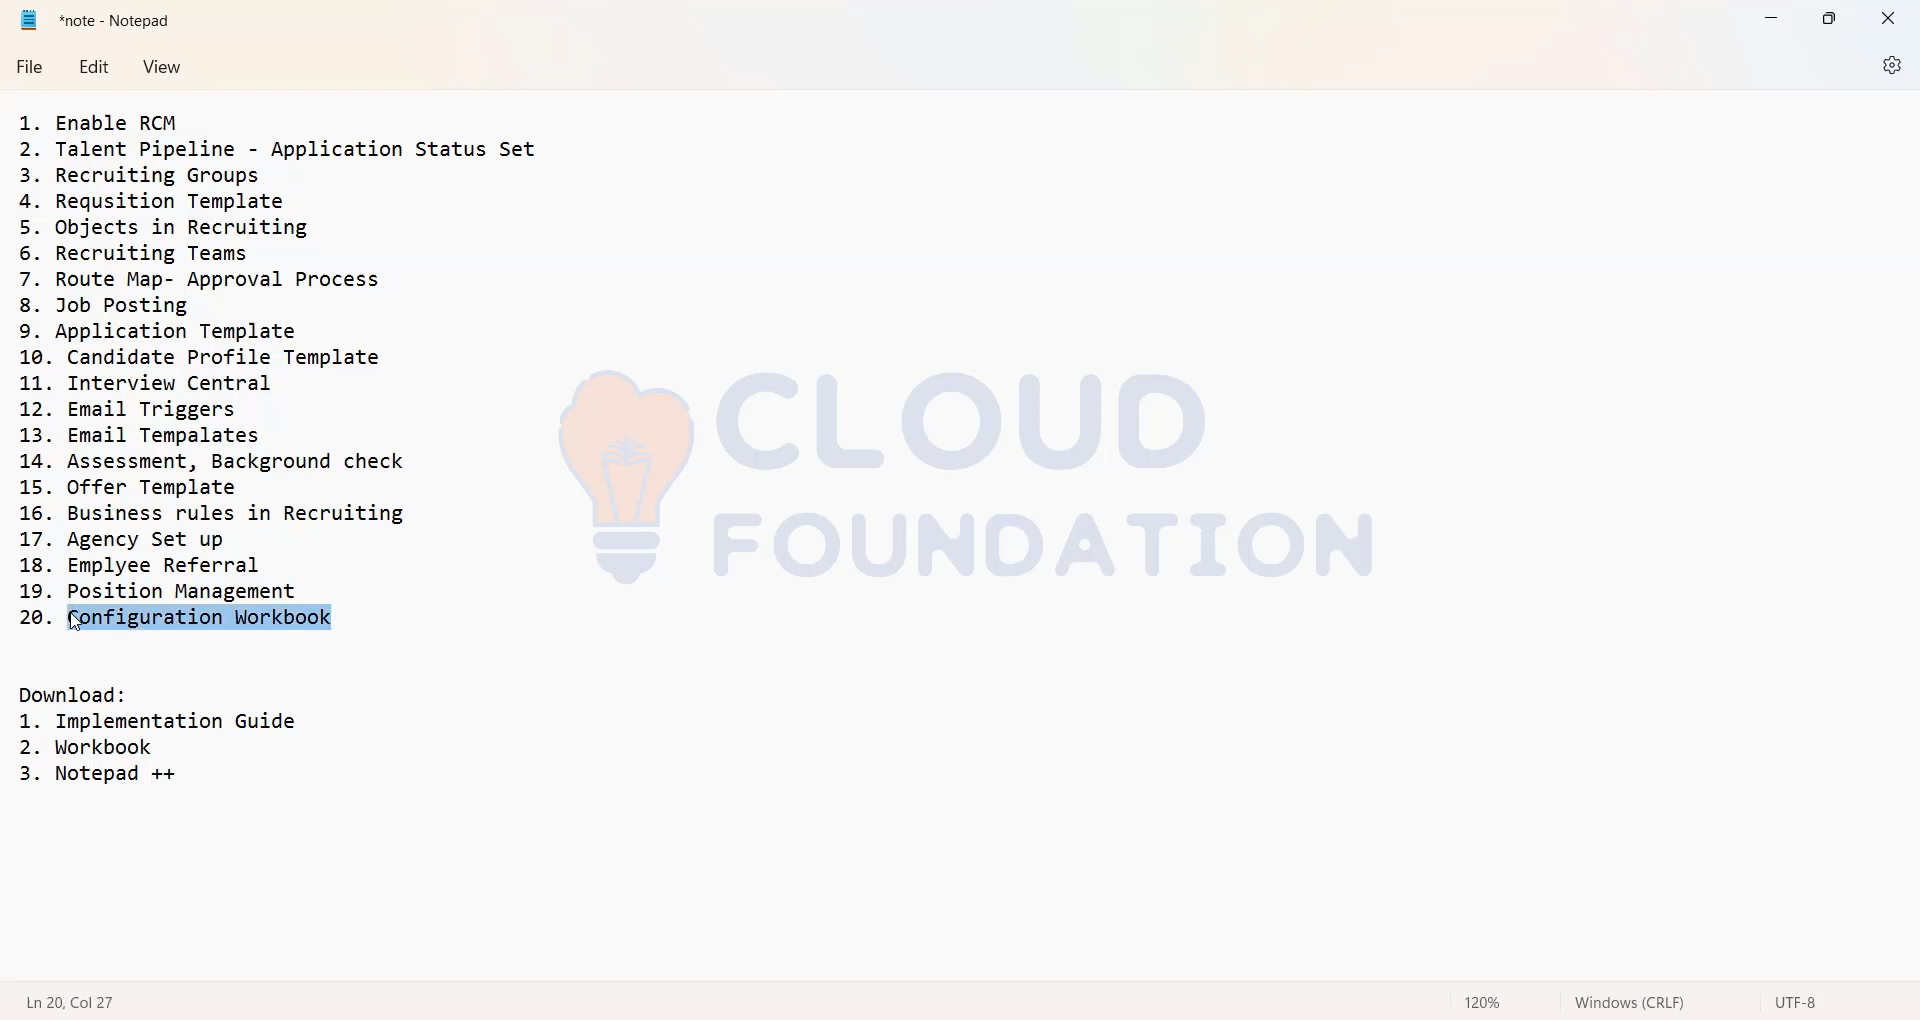 *note - Notepad
File Edit View
1. Enable RCM
2. Talent Pipeline - Application Status Set
3. Recruiting Groups
4. Requsition Template
5. Objects in Recruiting
6. Recruiting Teams
7. Route Map- Approval Process
8. Job Posting
9. Application Template
10. Candidate Profile Template
11. Interview Central
12. Email Triggers
13. Email Tempalates
14. Assessment, Background check
15. Offer Template
16. Business rules in Recruiting
17. Agency Set up
18. Emplyee Referral
19. Position Management
20. Configuration Workbook
CLOUD
FOUNDATION
Download:
1. Implementation Guide
2. Workbook
3. Notepad ++
Ln 20, Col 27 120% Windows (CRLF) UTF-8